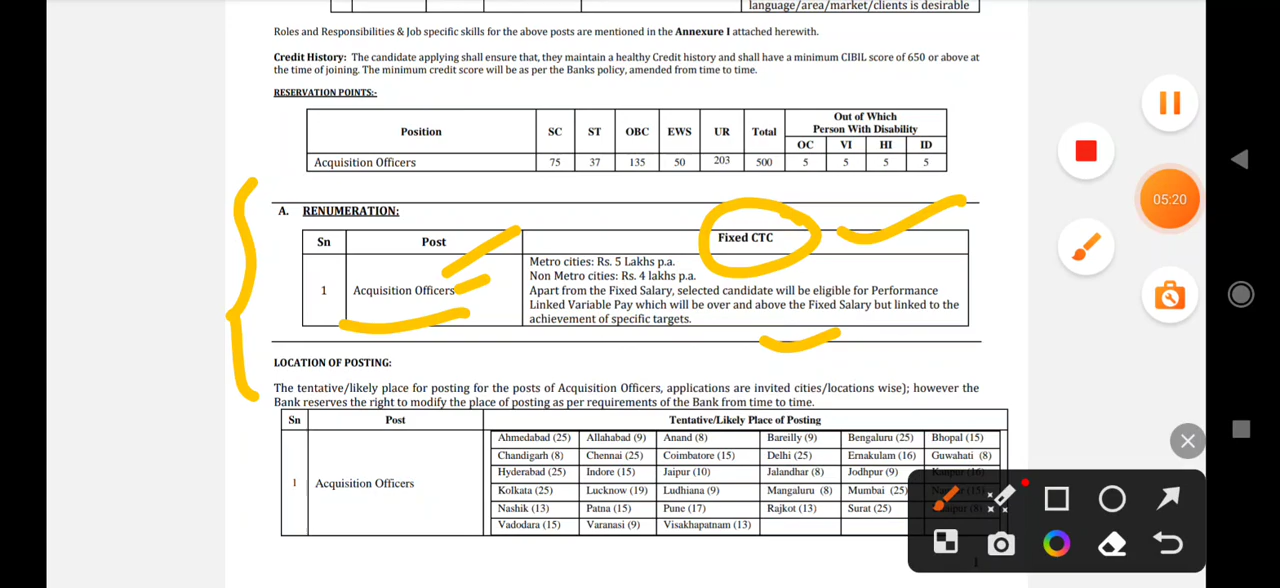 language/area/market/clients is desirable
Roles and Responsibilities & Job specific skills for the above posts are mentioned in the Annexure I attached herewith.
Credit History: The candidate applying shall ensure that, they maintain a healthy Credit history and shall have a minimum CIBIL score of 650 or above at
the time of joining. The minimum credit score will be as per the Banks policy, amended from time to time.
RESERVATION POINTS:-
Position SC ST OBC EWS UR Total Out of Which
Person With Disability
OC VI HI ID
Acquisition Officers 75 37 135 50 203 500 5 5 5 5
05:20
A. RENUMERATION:
Sn Post Fixed CTC
1 Acquisition Officers Metro cities: Rs. 5 Lakhs p.a.
Non Metro cities: Rs. 4 lakhs p.a.
Apart from the Fixed Salary, selected candidate will be eligible for Performance
Linked Variable Pay which will be over and above the Fixed Salary but linked to the
achievement of specific targets.
LOCATION OF POSTING:
The tentative/likely place for posting for the posts of Acquisition Officers, applications are invited cities/locations wise); however the
Bank reserves the right to modify the place of posting as per requirements of the Bank from time to time.
Sn Post Tentative/Likely Place of Posting
1 Acquisition Officers
Ahmedabad (25) Allahabad (9) Anand (8) Bareilly (9) Bengaluru (25) Bhopal (15)
Chandigarh (8) Chennai (25) Coimbatore (15) Delhi (25) Ernakulam (16) Guwahati (8)
Hyderabad (25) Indore (15) Jaipur (10) Jalandhar (8) Jodhpur (9)
Kolkata (25) Lucknow (19) Ludhiana (9) Mangaluru (8) Mumbai (25)
Nashik (13) Patna (15) Pune (17) Rajkot (13) Surat (25)
Vadodara (15) Varanasi (9) Visakhapatnam (13)